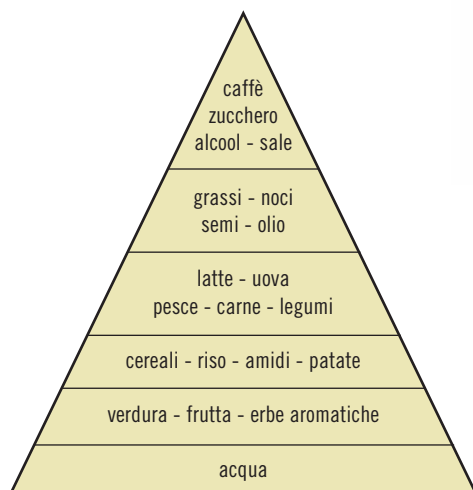 caffè
zucchero
alcool - sale
grassi - noci
semi - olio
latte - uova
pesce - carne - legumi
cereali - riso - amidi - patate
verdura - frutta - erbe aromatiche
acqua